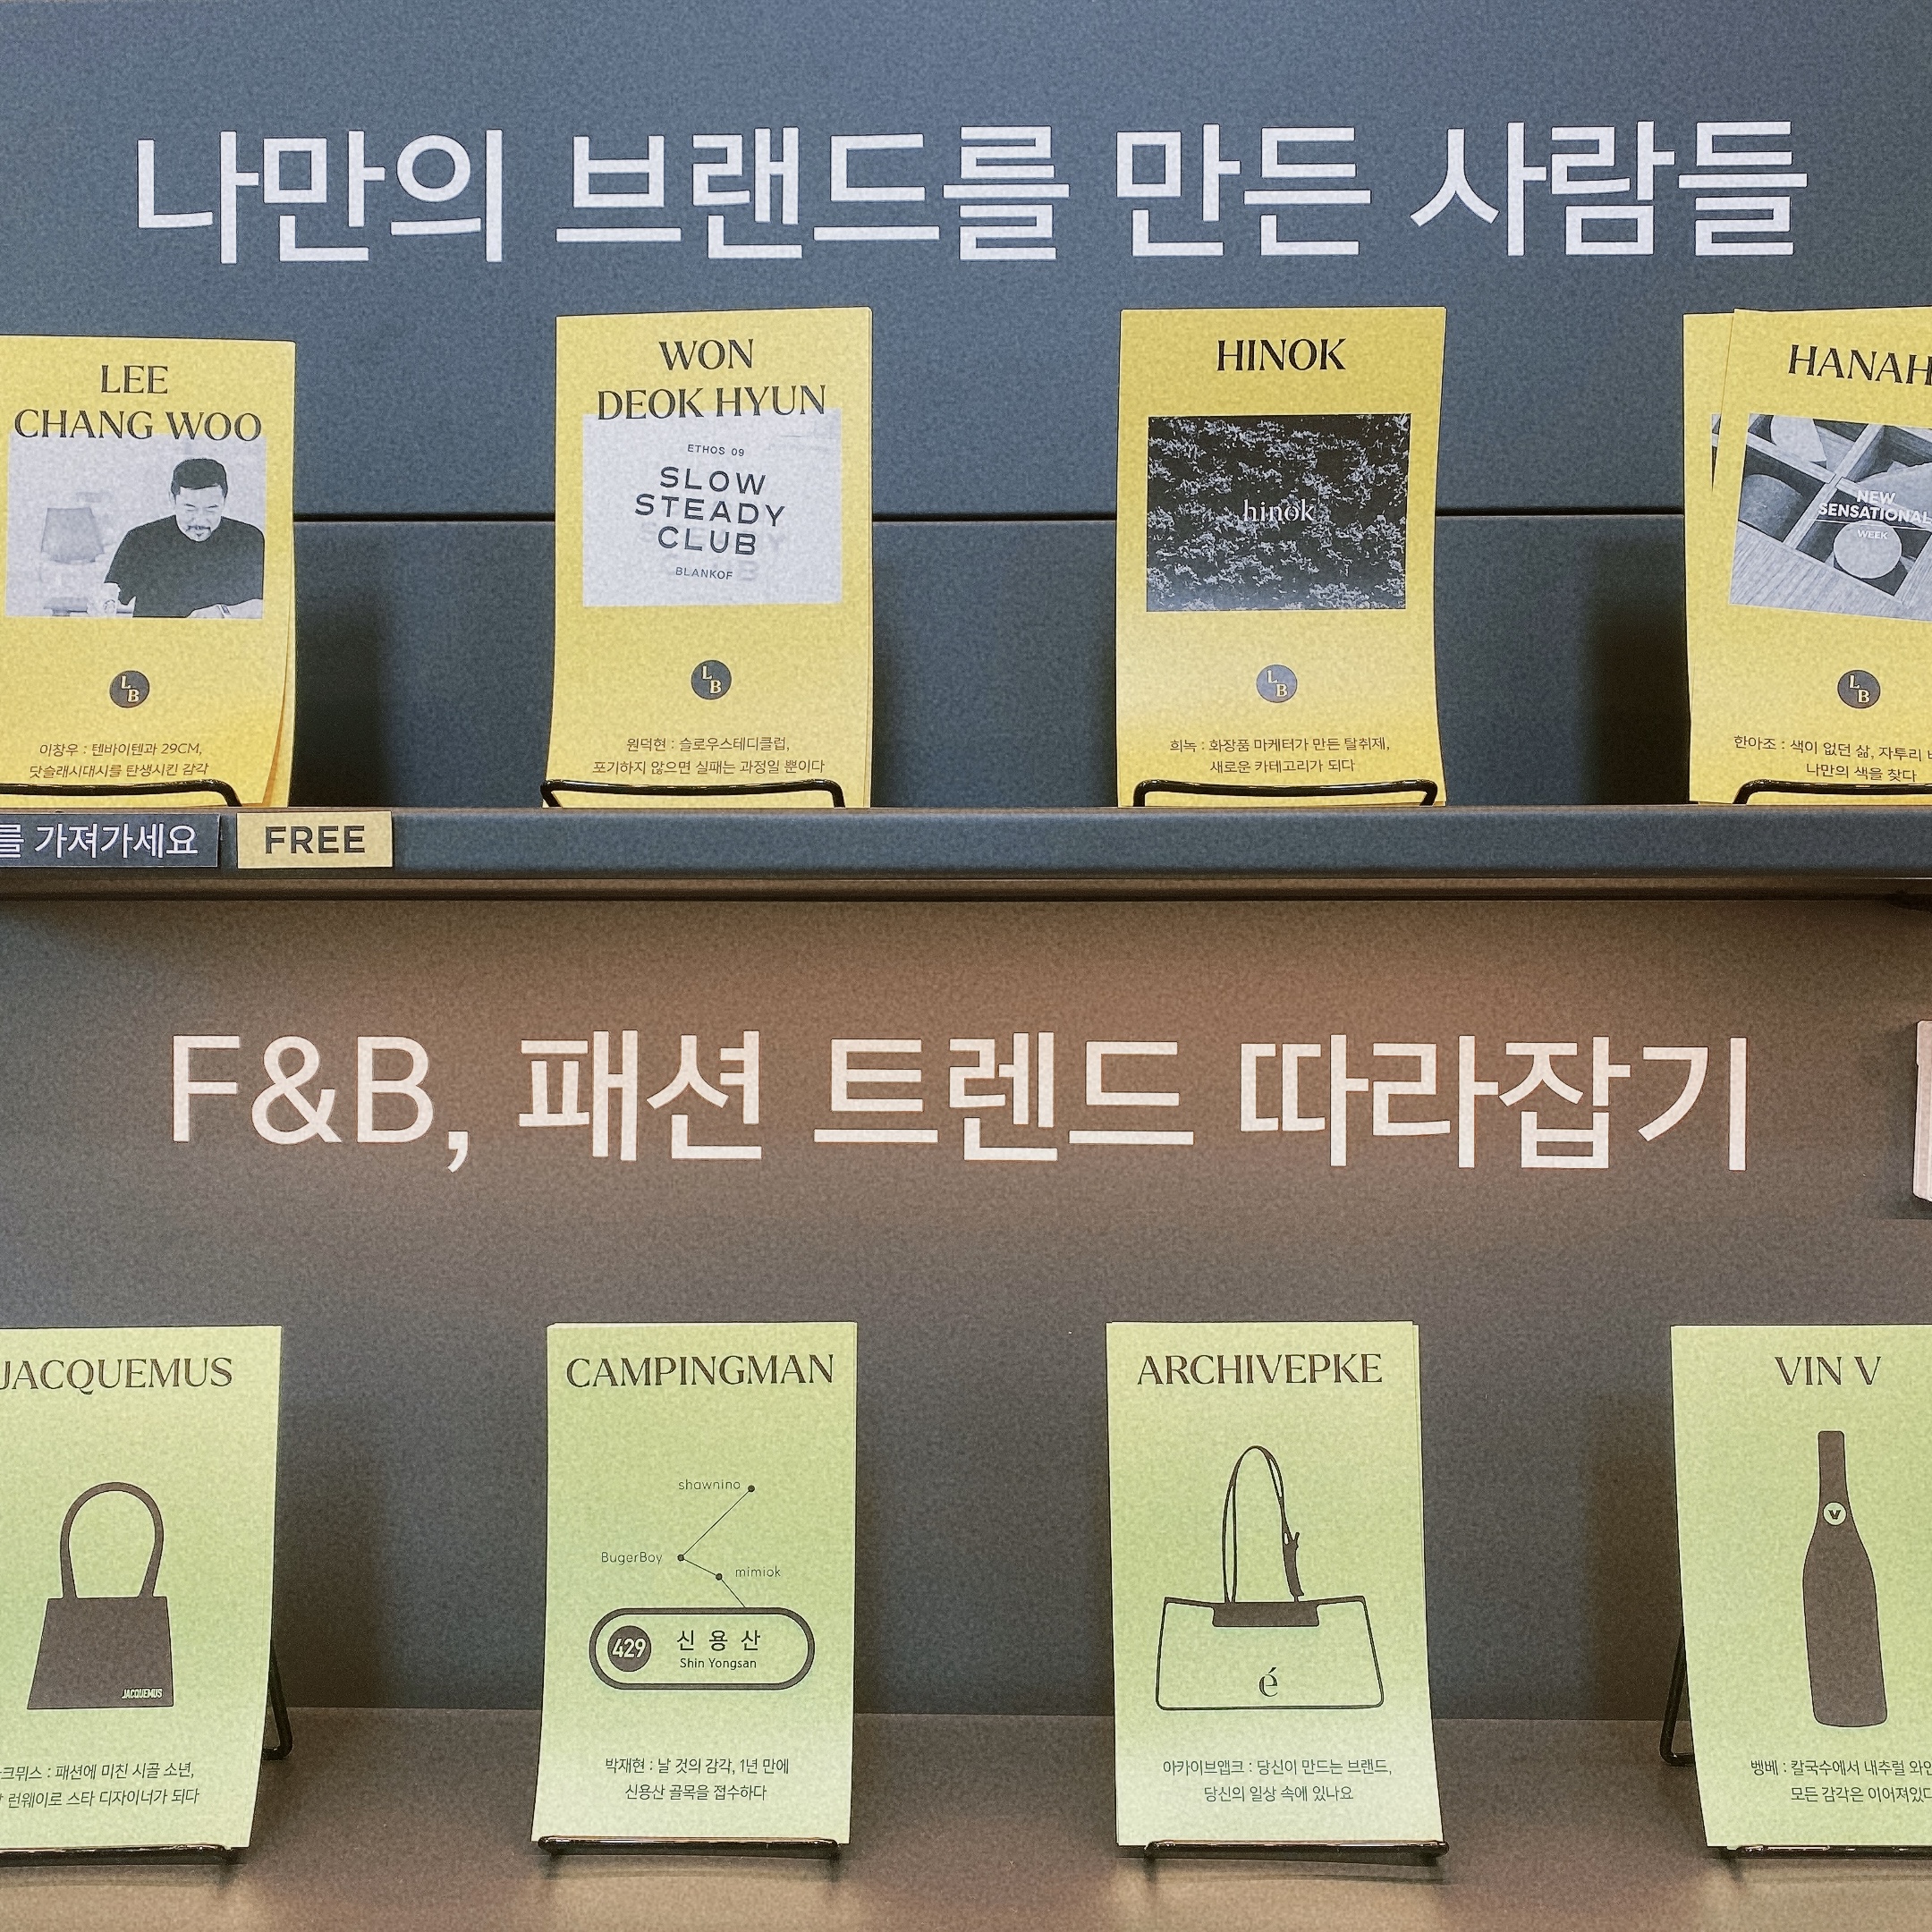 나만의 브랜드를 만든 사람들
LEE
CHANG WOO
이창우 : 텐바이텐과 29CM,
닷슬래시대시를 탄생시킨 감각
WON
DEOK HYUN
ETHOS 09
SLOW
STEADY
CLUB
BLANKOF
LB
원덕현 : 슬로우스테디클럽,
포기하지 않으면 실패는 과정일 뿐이다
HINOK
hinok
LB
희녹 : 화장품 마케터가 만든 탈취제,
새로운 카테고리가 되다
HANAH
NEW
SENSATIONAL
WEEK
LB
한아조 : 색이 없던 삶, 자투리
나만의 색을 찾다
LB
를 가져가세요
FREE
F&B, 패션 트렌드 따라잡기
JACQUEMUS
JACQUEMUS
크뮈스 : 패션에 미친 시골 소년,
런웨이로 스타 디자이너가 되다
CAMPINGMAN
shawnino
BugerBoy
mimiok
429 신용산
Shin Yongsan
박재현 : 날 것의 감각, 1년 만에
신용산 골목을 접수하다
ARCHIVEPKE
é
아카이브앱크 : 당신이 만드는 브랜드,
당신의 일상 속에 있나요
VIN V
V
벵베 : 칼국수에서 내추럴 와인
모든 감각은 이어져있다